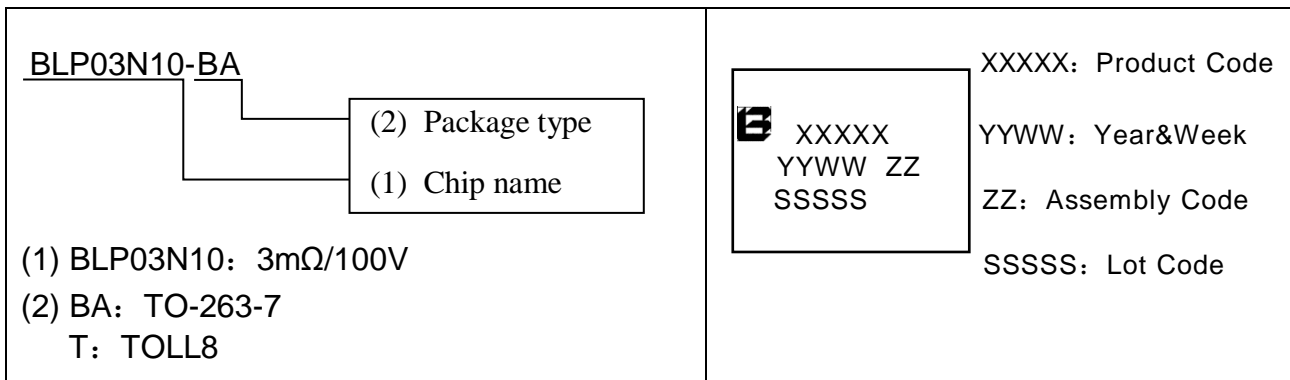 BLP03N10-BA
(2) Package type
(1) Chip name
(1) BLP03N10：3mΩ/100V
(2) BA：TO-263-7
T：TOLL8
XXXXX
YYWW ZZ
SSSSS
XXXXX：Product Code
YYWW：Year&Week
ZZ：Assembly Code
SSSSS：Lot Code